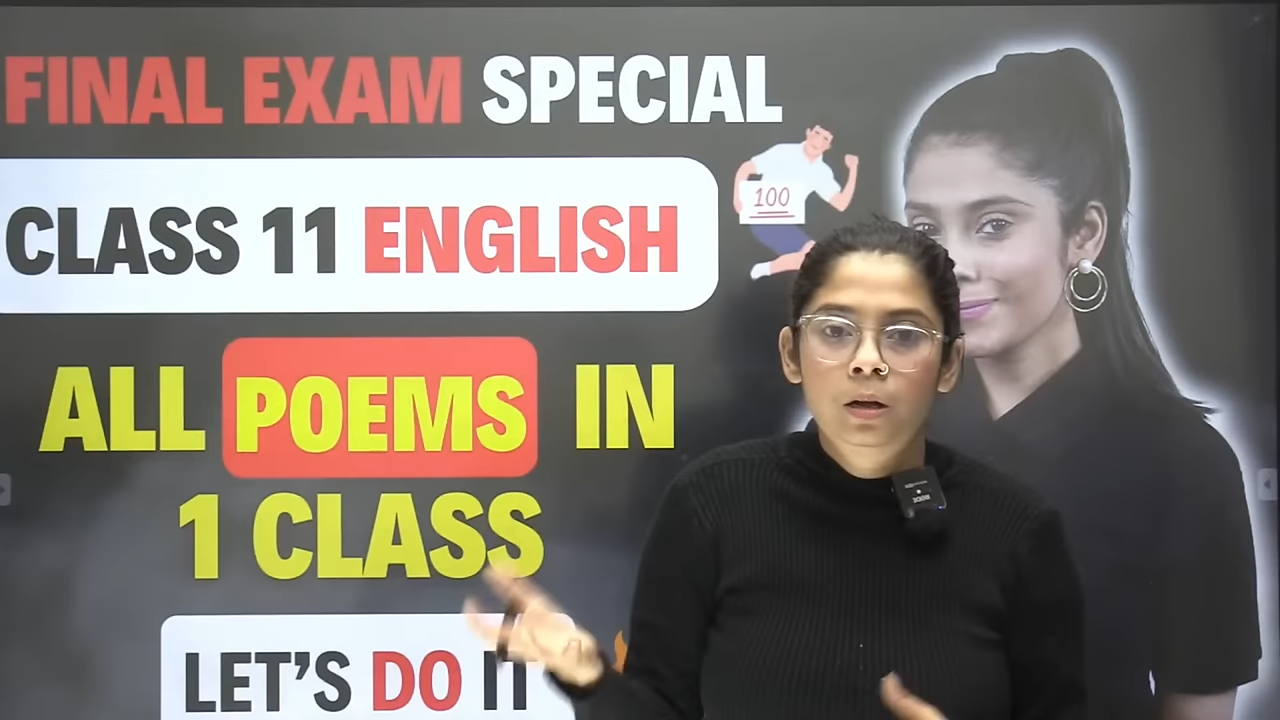 FINAL EXAM SPECIAL
100
CLASS 11 ENGLISH
ALL POEMS IN
1 CLASS
LET'S DO IT